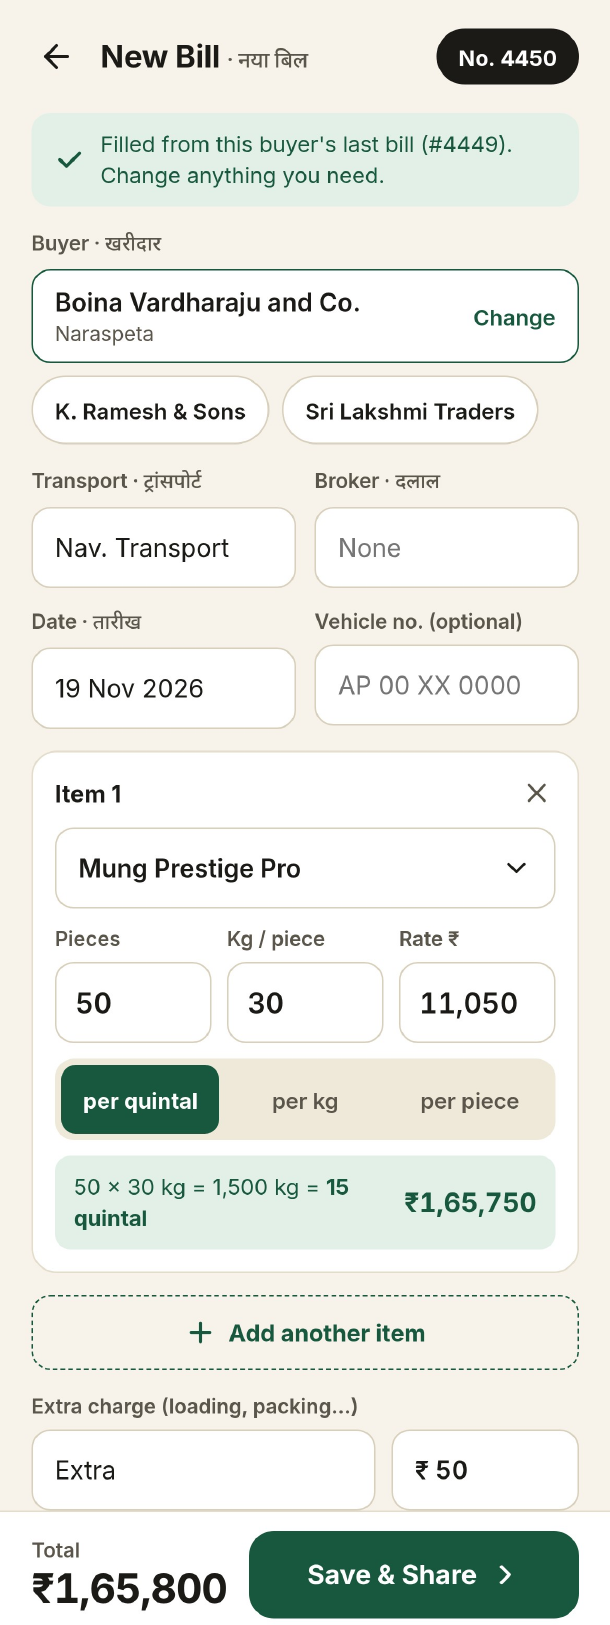 New Bill · नया बिल
No. 4450
Filled from this buyer's last bill (#4449).
Change anything you need.
Buyer · खरीदार
Boina Vardharaju and Co.
Naraspeta
Change
K. Ramesh & Sons
Sri Lakshmi Traders
Transport · ट्रांसपोर्ट
Broker · दलाल
Nav. Transport
None
Date · तारीख
Vehicle no. (optional)
19 Nov 2026
AP 00 XX 0000
Item 1
Mung Prestige Pro
Pieces
Kg / piece
Rate ₹
50
30
11,050
per quintal
per kg
per piece
50 × 30 kg = 1,500 kg = 15
quintal
₹1,65,750
+ Add another item
Extra charge (loading, packing...)
Extra
₹ 50
Total
₹1,65,800
Save & Share